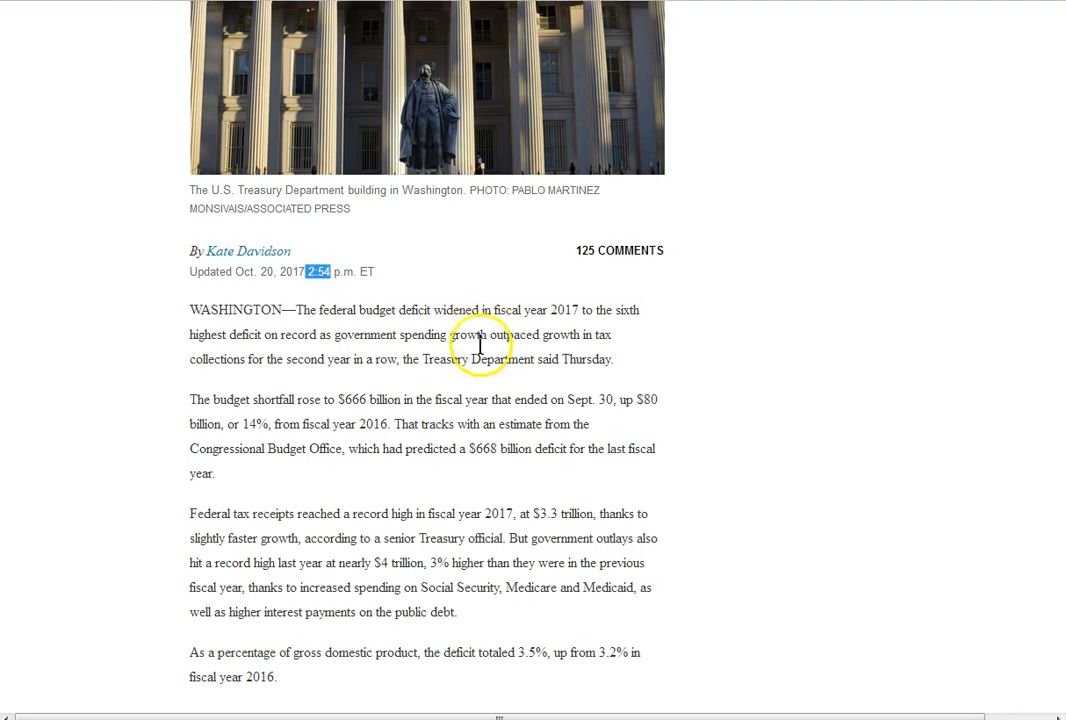 The U.S. Treasury Department building in Washington. PHOTO: PABLO MARTINEZ
MONSIVAIS/ASSOCIATED PRESS
By Kate Davidson
125 COMMENTS
Updated Oct. 20, 2017 2:54 p.m. ET
WASHINGTON—The federal budget deficit widened in fiscal year 2017 to the sixth
highest deficit on record as government spending growth outpaced growth in tax
collections for the second year in a row, the Treasury Department said Thursday.
The budget shortfall rose to $666 billion in the fiscal year that ended on Sept. 30, up $80
billion, or 14%, from fiscal year 2016. That tracks with an estimate from the
Congressional Budget Office, which had predicted a $668 billion deficit for the last fiscal
year.
Federal tax receipts reached a record high in fiscal year 2017, at $3.3 trillion, thanks to
slightly faster growth, according to a senior Treasury official. But government outlays also
hit a record high last year at nearly $4 trillion, 3% higher than they were in the previous
fiscal year, thanks to increased spending on Social Security, Medicare and Medicaid, as
well as higher interest payments on the public debt.
As a percentage of gross domestic product, the deficit totaled 3.5%, up from 3.2% in
fiscal year 2016.